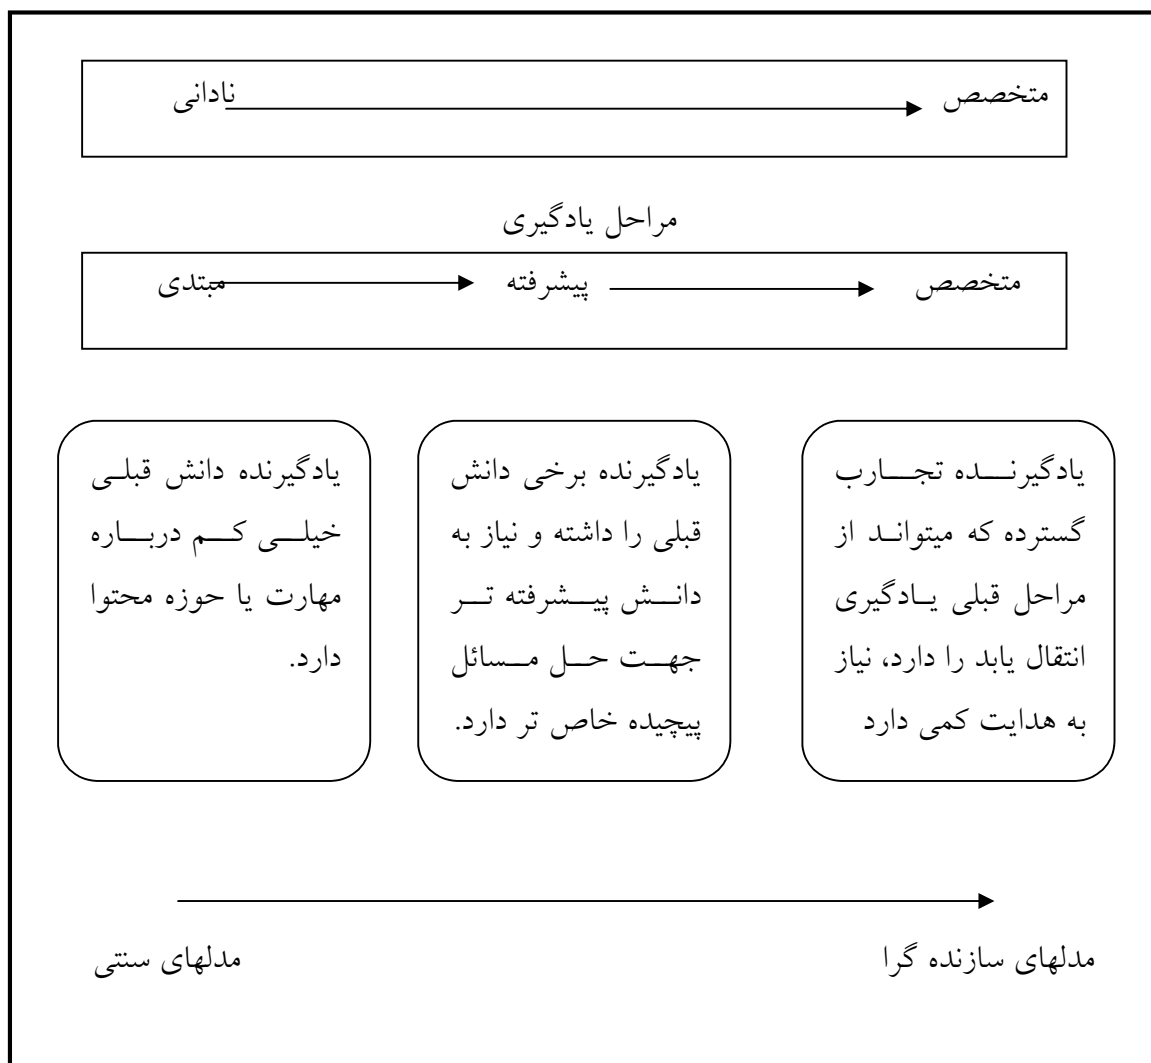 نادانی
متخصص
مراحل یادگیری
مبتدی
پیشرفته
متخصص
یادگیرنده دانش قبلی
خیلی کم درباره
مهارت یا حوزه محتوا
دارد.
یادگیرنده برخی دانش
قبلی را داشته و نیاز به
دانش پیشرفته تر
جهت حل مسائل
پیچیده خاص تر دارد.
یادگیرنده تجارب
گسترده که میتواند از
مراحل قبلی یادگیری
انتقال یابد را دارد، نیاز
به هدایت کمی دارد
مدلهای سنتی
مدلهای سازنده گرا